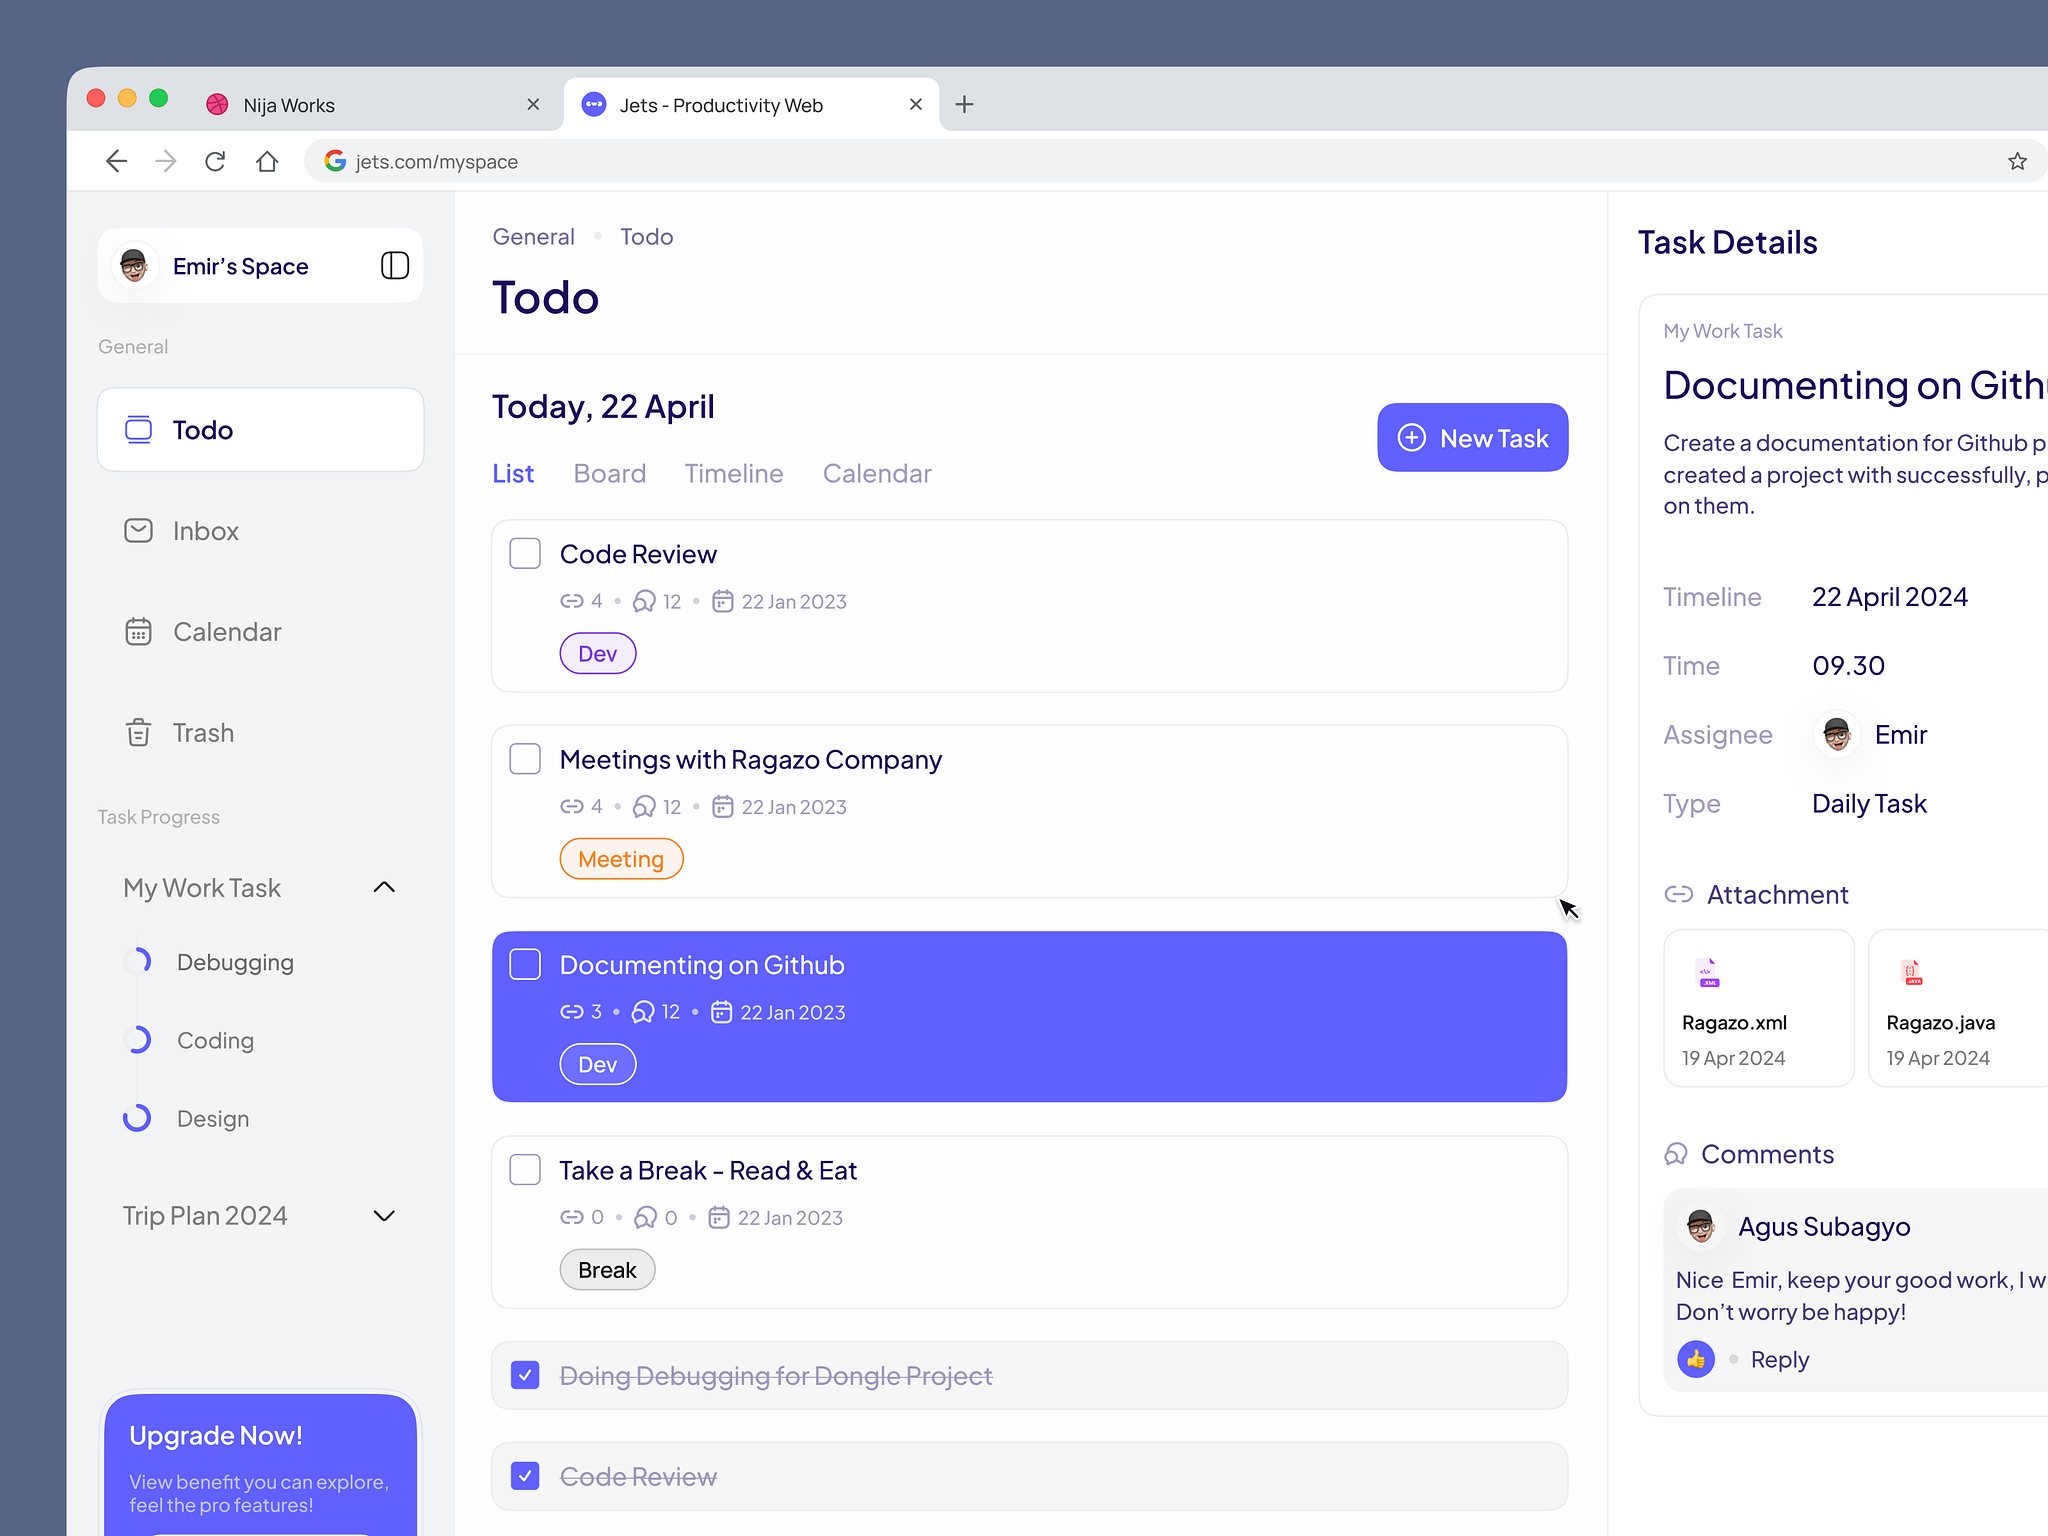 Nija Works
Jets - Productivity Web
jets.com/myspace
Emir's Space
General
Todo
Inbox
Calendar
Trash
Task Progress
My Work Task
Debugging
Coding
Design
Trip Plan 2024
Upgrade Now!
View benefit you can explore,
feel the pro features!
General • Todo
Todo
Today, 22 April
New Task
List Board Timeline Calendar
Code Review
4 • 12 • 22 Jan 2023
Dev
Meetings with Ragazo Company
4 • 12 • 22 Jan 2023
Meeting
Documenting on Github
3 • 12 • 22 Jan 2023
Dev
Take a Break - Read & Eat
0 • 0 • 22 Jan 2023
Break
Doing Debugging for Dongle Project
Code Review
Task Details
My Work Task
Documenting on Gith
Create a documentation for Github p
created a project with successfully, p
on them.
Timeline 22 April 2024
Time 09.30
Assignee Emir
Type Daily Task
Attachment
XML
Ragazo.xml
19 Apr 2024
JAVA
Ragazo.java
19 Apr 2024
Comments
Agus Subagyo
Nice Emir, keep your good work, I w
Don't worry be happy!
Reply